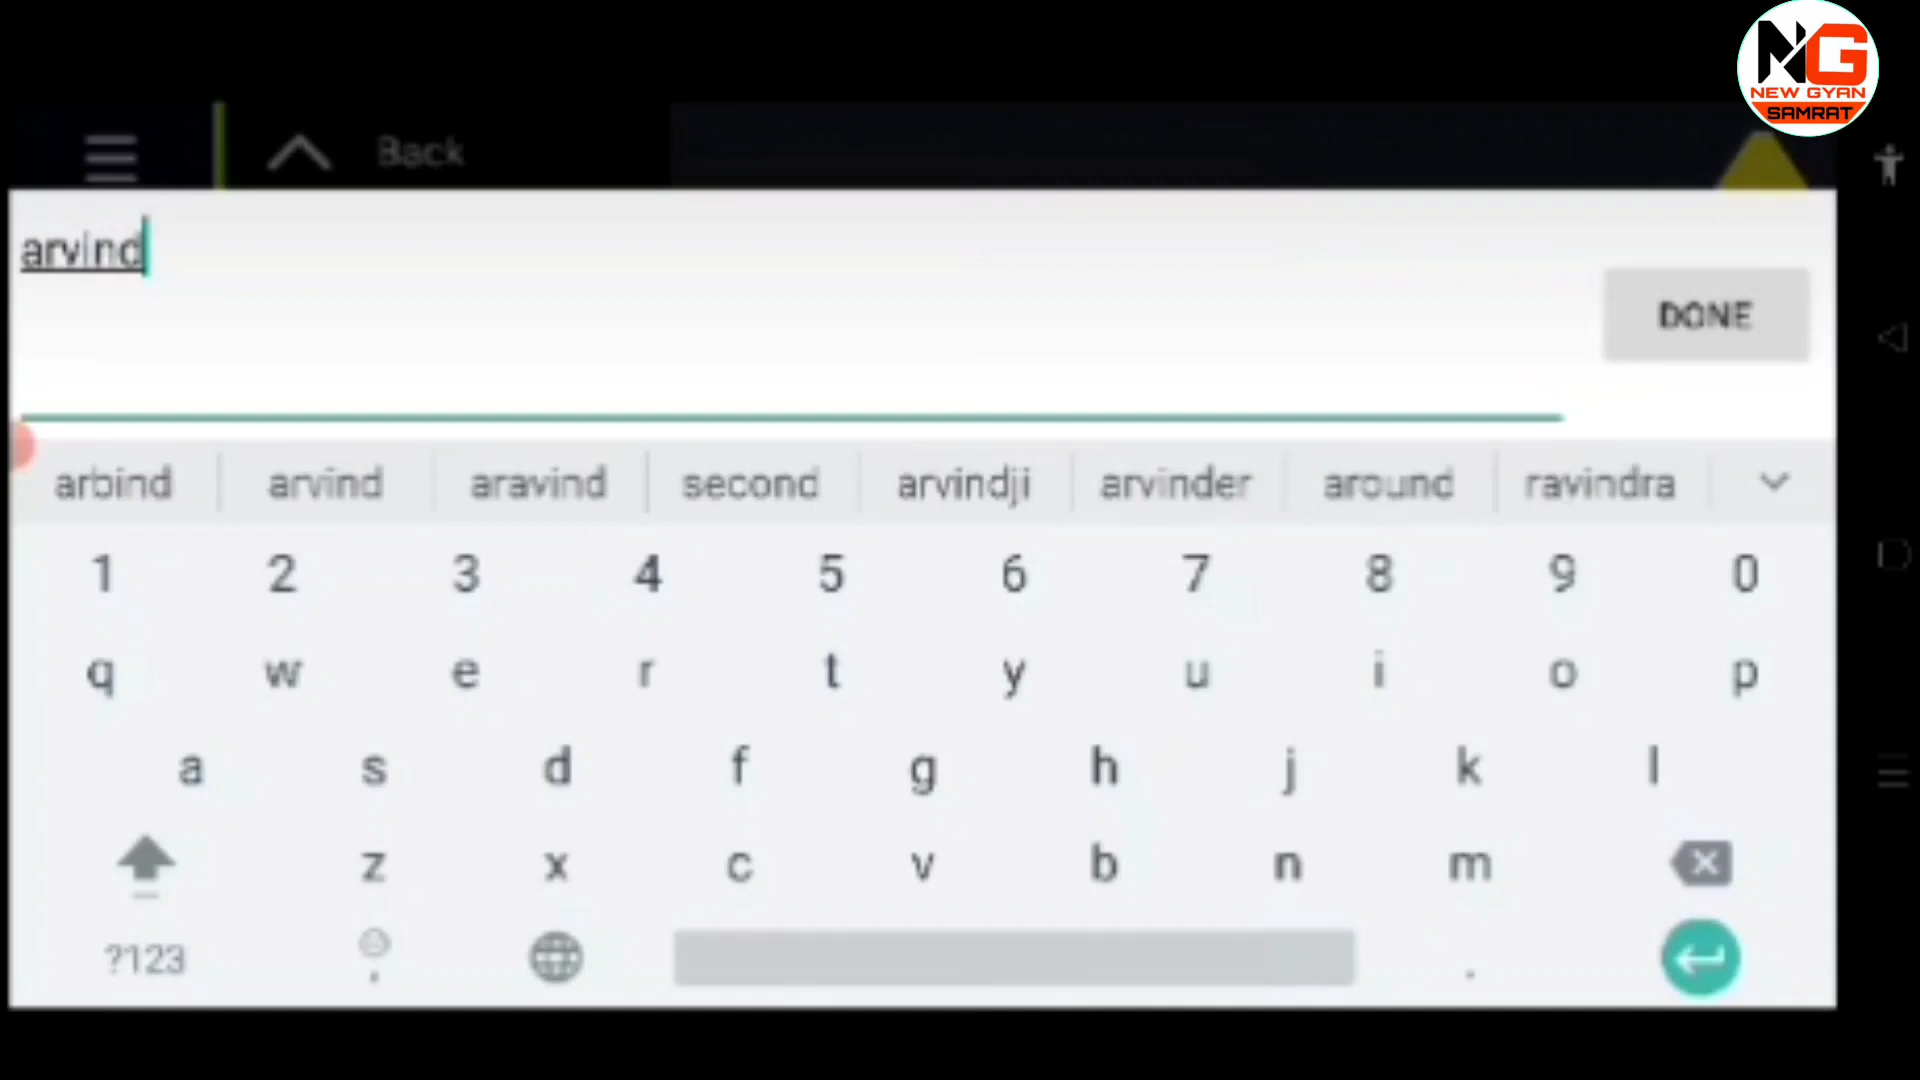 NG
NEW GYAN
SAMRAT
Back
arvind
DONE
arbind arvind aravind second arvindji arvinder around ravindra
1 2 3 4 5 6 7 8 9 0
q w e r t y u i o p
a s d f g h j k l
z x c v b n m
?123 , .